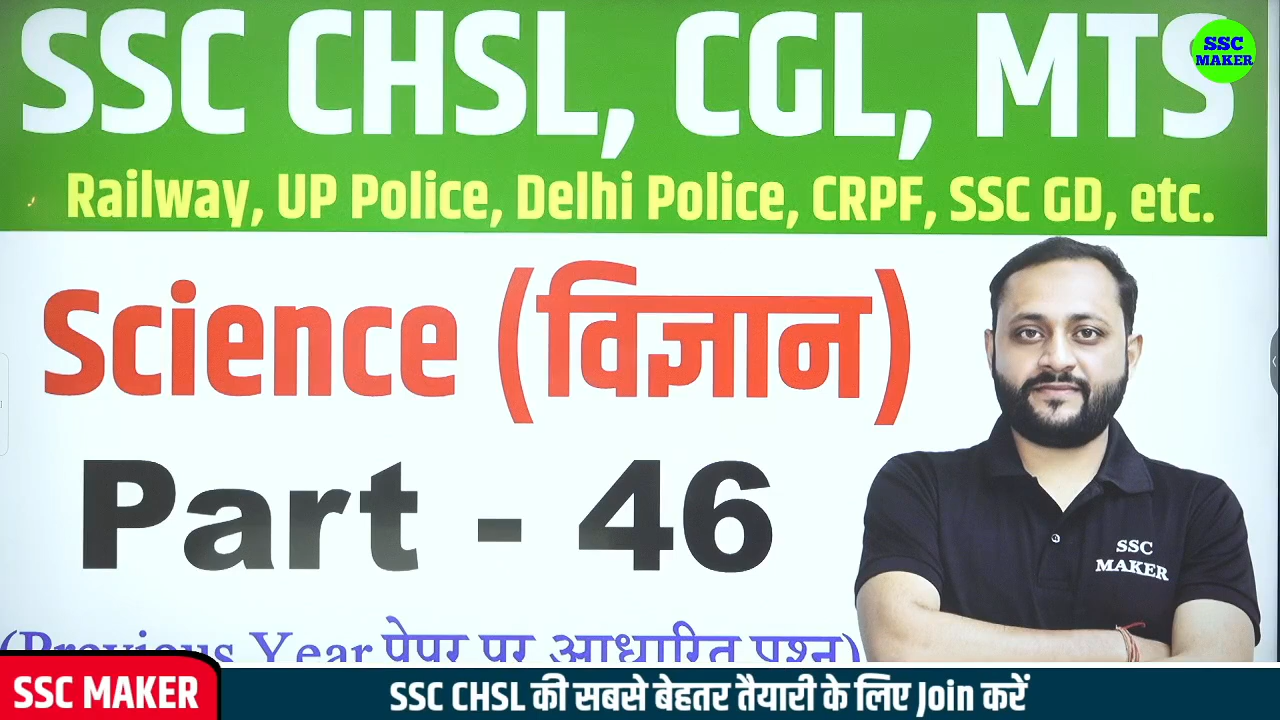 SSC CHSL, CGL, MTS
SSC
MAKER
Railway, UP Police, Delhi Police, CRPF, SSC GD, etc.
Science (विज्ञान)
Part - 46
SSC
MAKER
(Previous Year पेपर पर आधारित प्रश्न)
SSC MAKER
SSC CHSL की सबसे बेहतर तैयारी के लिए Join करें